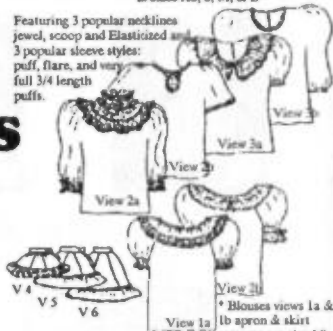 Featuring 3 popular necklines
jewel, scoop and Elasticized and
3 popular sleeve styles:
puff, flare, and very
full 3/4 length
puffs.
s
View 3b
View 3a
View 2b
View 2a
View 2b
V 4
V 5
V 6
View 1a
* Blouses views 1a &
1b apron & skirt